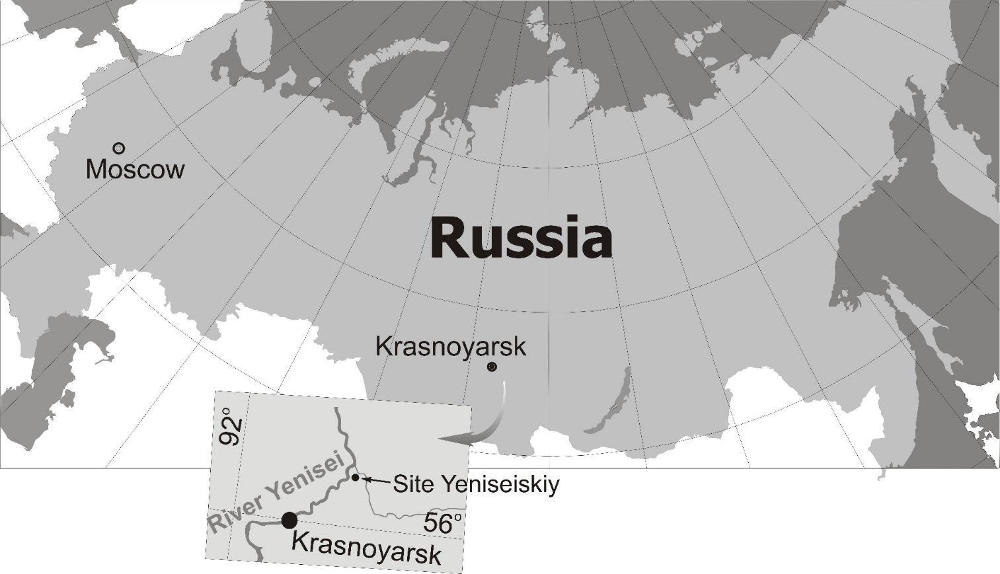 Moscow
Russia
Krasnoyarsk
92°
River Yenisei
Site Yeniseiskiy
56°
Krasnoyarsk